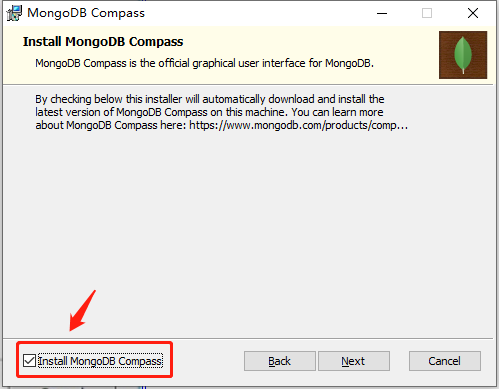 MongoDB Compass
Install MongoDB Compass
MongoDB Compass is the official graphical user interface for MongoDB.
By checking below this installer will automatically download and install the
latest version of MongoDB Compass on this machine. You can learn more
about MongoDB Compass here: https://www.mongodb.com/products/comp...
Install MongoDB Compass
Back
Next
Cancel